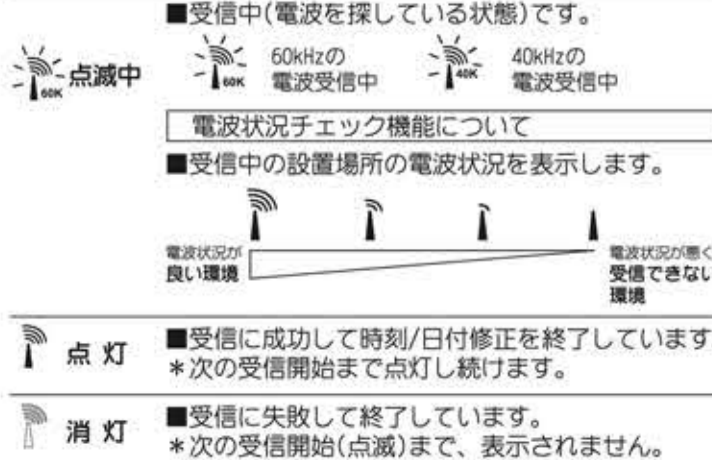 ■受信中(電波を探している状態)です。
点滅中
60K
60K
60kHzの
電波受信中
40K
40kHzの
電波受信中
電波状況チェック機能について
■受信中の設置場所の電波状況を表示します。
電波状況が
良い環境
電波状況が悪く
受信できない
環境
点灯
■受信に成功して時刻/日付修正を終了しています
＊次の受信開始まで点灯し続けます。
消灯
■受信に失敗して終了しています。
＊次の受信開始(点滅)まで、表示されません。